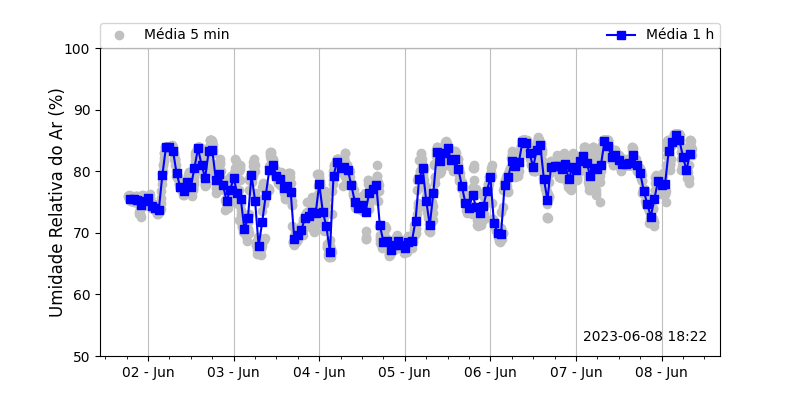 Média 5 min
Média 1 h
Umidade Relativa do Ar (%)
100
90
80
70
60
50
2023-06-08 18:22
02 - Jun
03 - Jun
04 - Jun
05 - Jun
06 - Jun
07 - Jun
08 - Jun